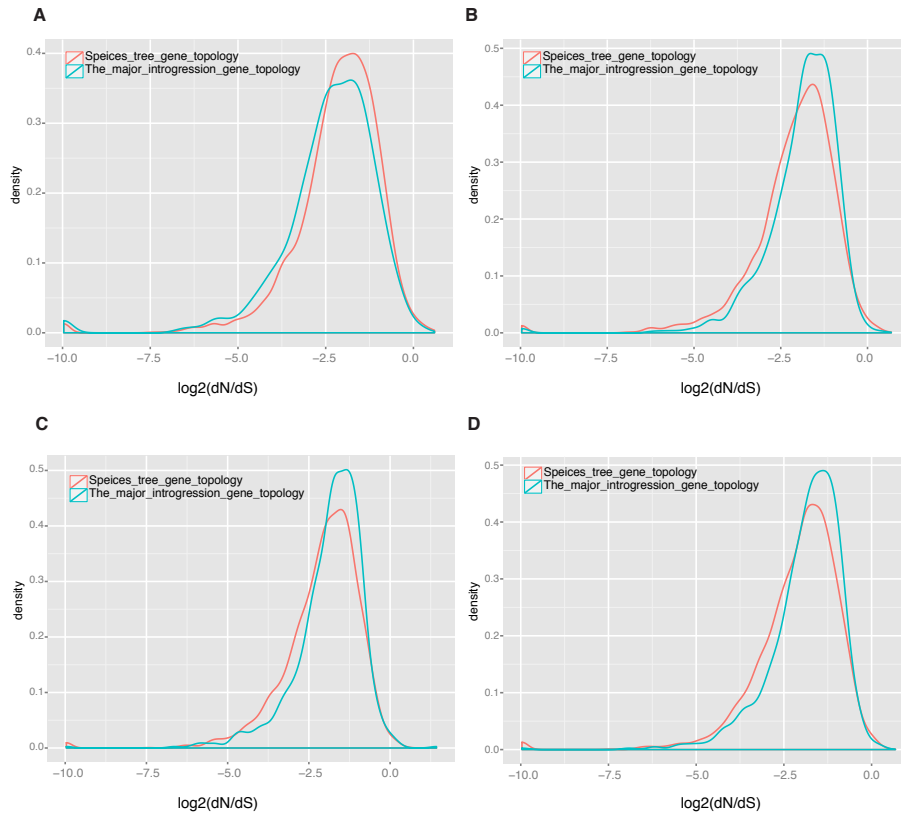 A
Speices_tree_gene_topology
The_major_introgression_gene_topology
0.4
0.3
0.2
0.1
0.0
density
−10.0 −7.5 −5.0 −2.5 0.0
log2(dN/dS)
B
Speices_tree_gene_topology
The_major_introgression_gene_topology
0.5
0.4
0.3
0.2
0.1
0.0
density
−10.0 −7.5 −5.0 −2.5 0.0
log2(dN/dS)
C
Speices_tree_gene_topology
The_major_introgression_gene_topology
0.5
0.4
0.3
0.2
0.1
0.0
density
−10.0 −7.5 −5.0 −2.5 0.0
log2(dN/dS)
D
Speices_tree_gene_topology
The_major_introgression_gene_topology
0.5
0.4
0.3
0.2
0.1
0.0
density
−10.0 −7.5 −5.0 −2.5 0.0
log2(dN/dS)